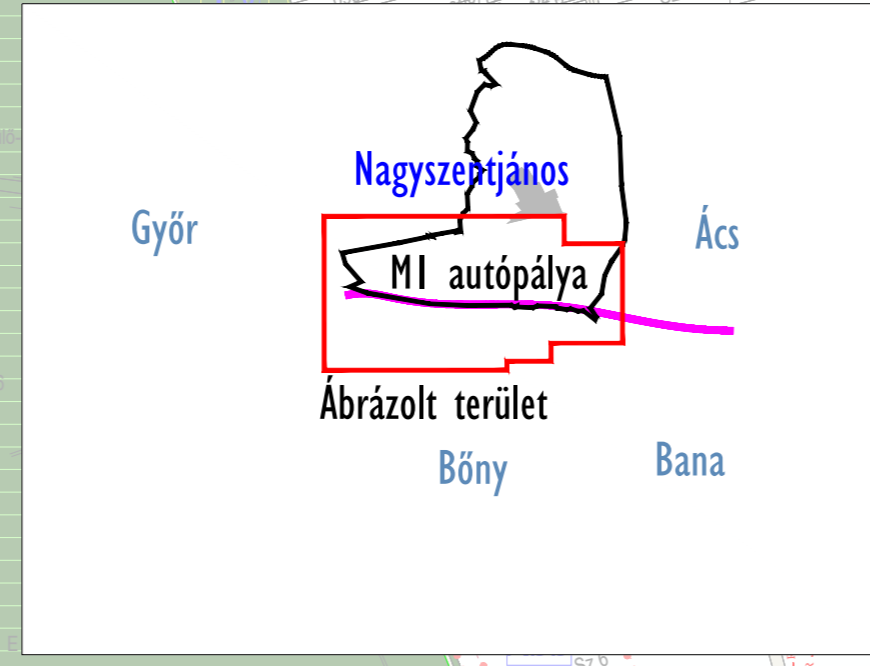 Nagyszentjános
Győr
Ács
M1 autópálya
Ábrázolt terület
Bőny
Bana